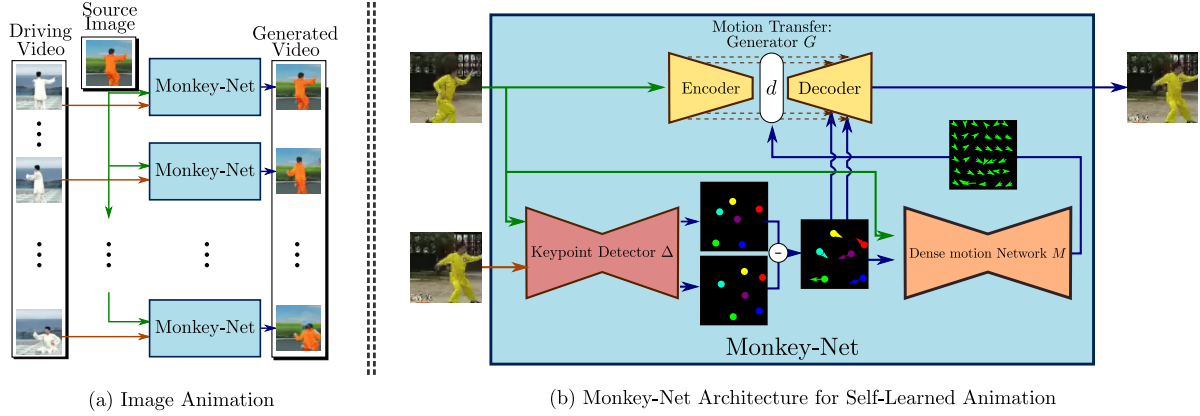 Driving
Video
Source
Image
Generated
Video
Monkey-Net
Monkey-Net
Monkey-Net
(a) Image Animation
Motion Transfer:
Generator G
Encoder
d
Decoder
Keypoint Detector Δ
-
Dense motion Network M
Monkey-Net
(b) Monkey-Net Architecture for Self-Learned Animation